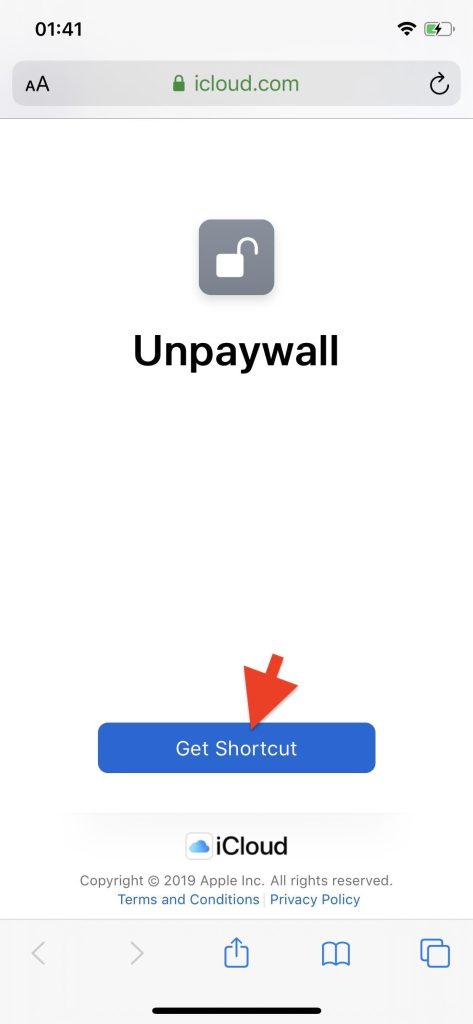 01:41
AA icloud.com
Unpaywall
Get Shortcut
iCloud
Copyright © 2019 Apple Inc. All rights reserved.
Terms and Conditions | Privacy Policy